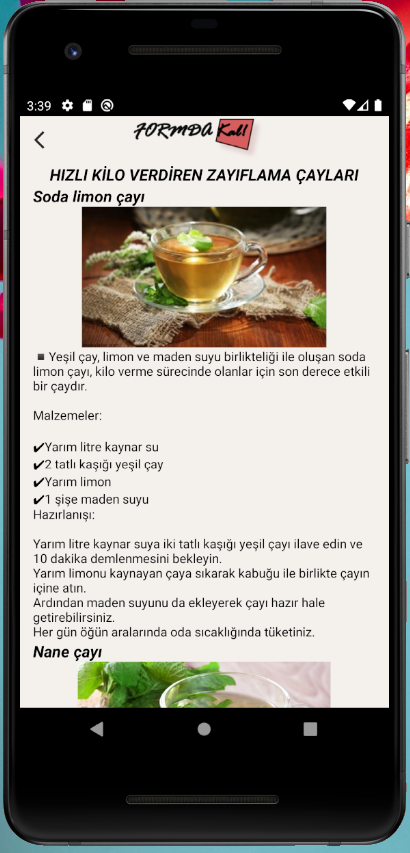 3:39
FORMDA Kal!
HIZLI KİLO VERDİREN ZAYIFLAMA ÇAYLARI
Soda limon çayı
▪Yeşil çay, limon ve maden suyu birlikteliği ile oluşan soda
limon çayı, kilo verme sürecinde olanlar için son derece etkili
bir çaydır.
Malzemeler:
✔Yarım litre kaynar su
✔2 tatlı kaşığı yeşil çay
✔Yarım limon
✔1 şişe maden suyu
Hazırlanışı:
Yarım litre kaynar suya iki tatlı kaşığı yeşil çayı ilave edin ve
10 dakika demlenmesini bekleyin.
Yarım limonu kaynayan çaya sıkarak kabuğu ile birlikte çayın
içine atın.
Ardından maden suyunu da ekleyerek çayı hazır hale
getirebilirsiniz.
Her gün öğün aralarında oda sıcaklığında tüketiniz.
Nane çayı